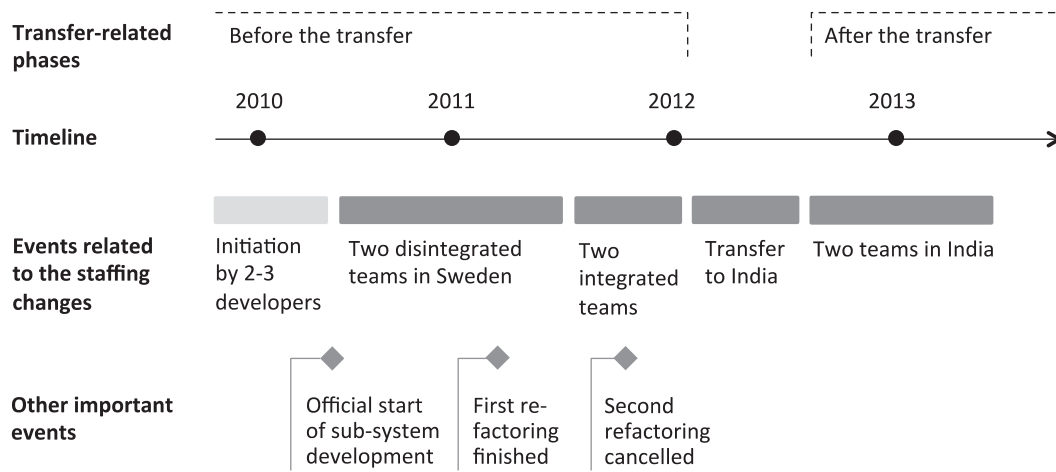 Transfer-related
phases
Before the transfer
After the transfer
2010
2011
2012
2013
Timeline
Events related
to the staffing
changes
Initiation
by 2-3
developers
Two disintegrated
teams in Sweden
Two
integrated
teams
Transfer
to India
Two teams in India
Other important
events
Official start
of sub-system
development
First re-
factoring
finished
Second
refactoring
cancelled